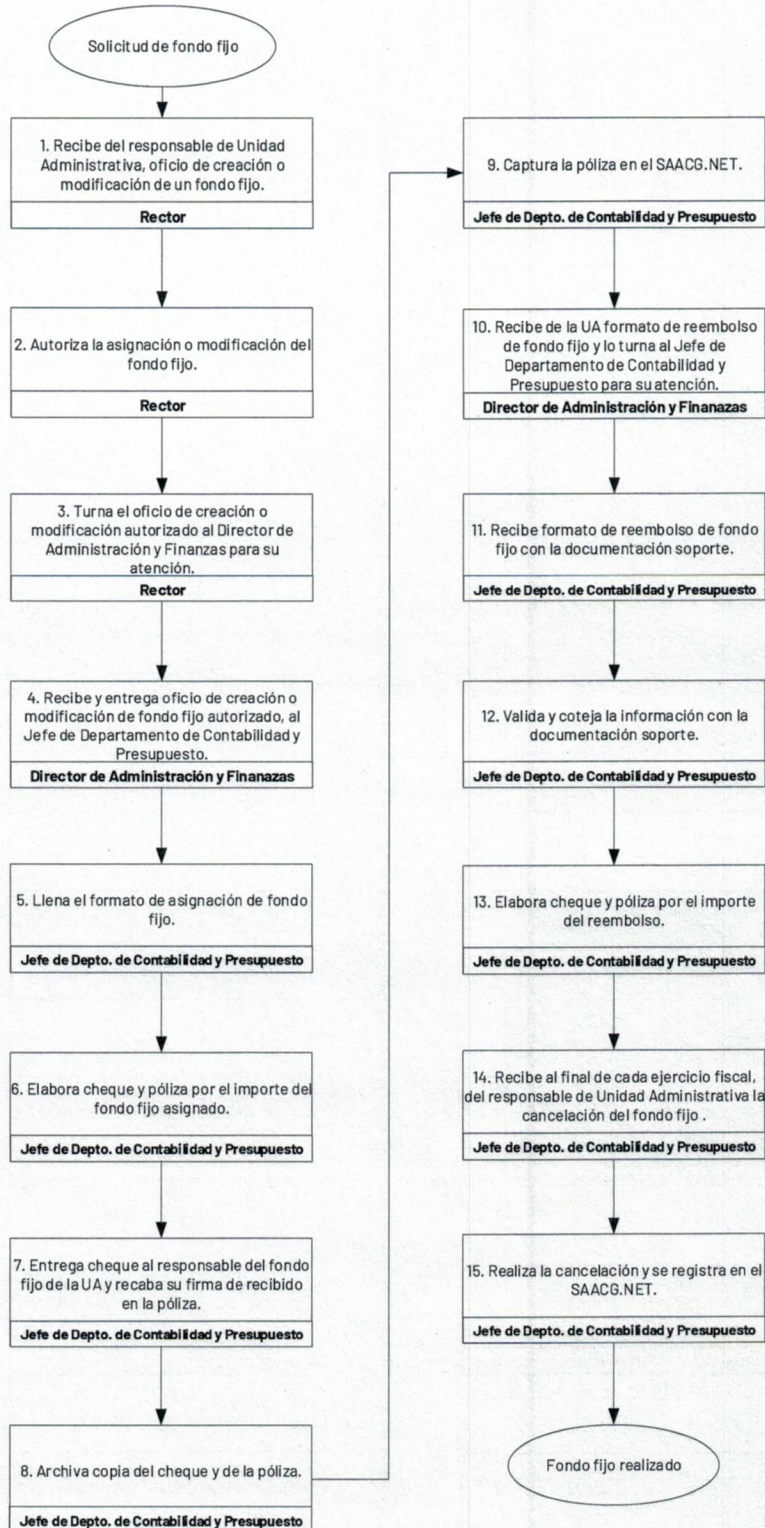 Solicitud de fondo fijo
1. Recibe del responsable de Unidad
Administrativa, oficio de creación o
modificación de un fondo fijo.
Rector
2. Autoriza la asignación o modificación del
fondo fijo.
Rector
3. Turna el oficio de creación o
modificación autorizado al Director de
Administración y Finanzas para su
atención.
Rector
4. Recibe y entrega oficio de creación o
modificación de fondo fijo autorizado, al
Jefe de Departamento de Contabilidad y
Presupuesto.
Director de Administración y Finanazas
5. Llena el formato de asignación de fondo
fijo.
Jefe de Depto. de Contabilidad y Presupuesto
6. Elabora cheque y póliza por el importe del
fondo fijo asignado.
Jefe de Depto. de Contabilidad y Presupuesto
7. Entrega cheque al responsable del fondo
fijo de la UA y recaba su firma de recibido
en la póliza.
Jefe de Depto. de Contabilidad y Presupuesto
8. Archiva copia del cheque y de la póliza.
Jefe de Depto. de Contabilidad y Presupuesto
9. Captura la póliza en el SAACG.NET.
Jefe de Depto. de Contabilidad y Presupuesto
10. Recibe de la UA formato de reembolso
de fondo fijo y lo turna al Jefe de
Departamento de Contabilidad y
Presupuesto para su atención.
Director de Administración y Finanazas
11. Recibe formato de reembolso de fondo
fijo con la documentación soporte.
Jefe de Depto. de Contabilidad y Presupuesto
12. Valida y coteja la información con la
documentación soporte.
Jefe de Depto. de Contabilidad y Presupuesto
13. Elabora cheque y póliza por el importe
del reembolso.
Jefe de Depto. de Contabilidad y Presupuesto
14. Recibe al final de cada ejercicio fiscal,
del responsable de Unidad Administrativa la
cancelación del fondo fijo .
Jefe de Depto. de Contabilidad y Presupuesto
15. Realiza la cancelación y se registra en el
SAACG.NET.
Jefe de Depto. de Contabilidad y Presupuesto
Fondo fijo realizado